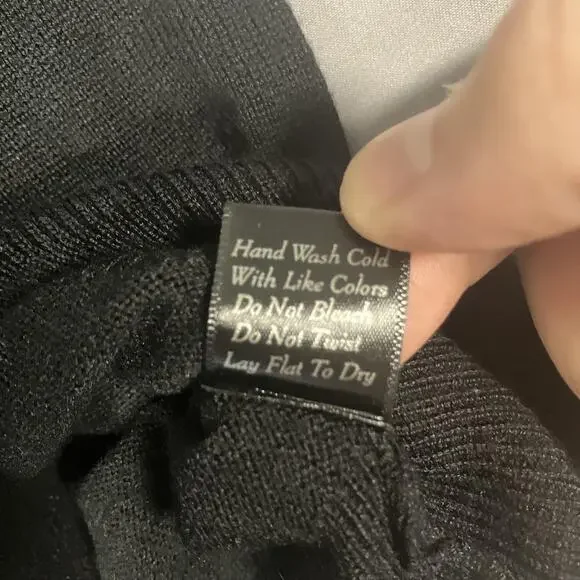 Hand Wash Cold
With Like Colors
Do Not Bleach
Do Not Twist
Lay Flat To Dry